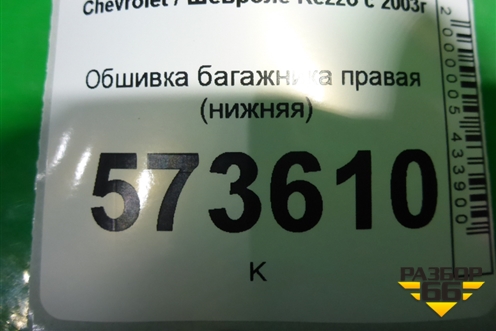 Chevrolet / Шевроле Rezzo с 2003г
Обшивка багажника правая
(нижняя)
573610
К
2000005433900
РАЗБОР
66